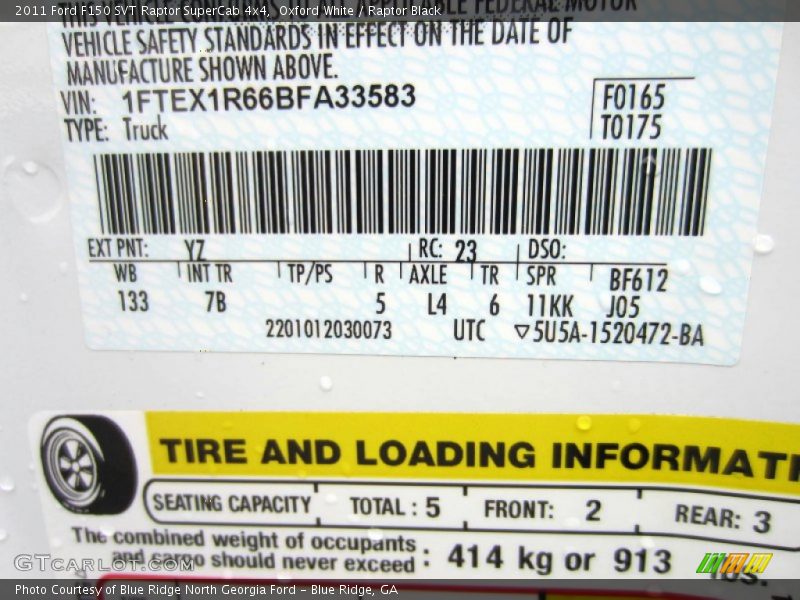 2011 Ford F150 SVT Raptor SuperCab 4x4, Oxford White / Raptor Black
FEDERAL MOTOR
VEHICLE SAFETY STANDARDS IN EFFECT ON THE DATE OF
MANUFACTURE SHOWN ABOVE.
VIN: 1FTEX1R66BFA33583
TYPE: Truck
F0165
T0175
EXT PNT: YZ RC: 23 DSO:
WB INT TR TP/PS R AXLE TR SPR BF612
133 7B 5 L4 6 11KK J05
2201012030073 UTC ▽5U5A-1520472-BA
TIRE AND LOADING INFORMATI
SEATING CAPACITY TOTAL : 5 FRONT: 2 REAR: 3
The combined weight of occupants
and cargo should never exceed : 414 kg or 913 lbs.
GTCarLot.com
Photo Courtesy of Blue Ridge North Georgia Ford – Blue Ridge, GA